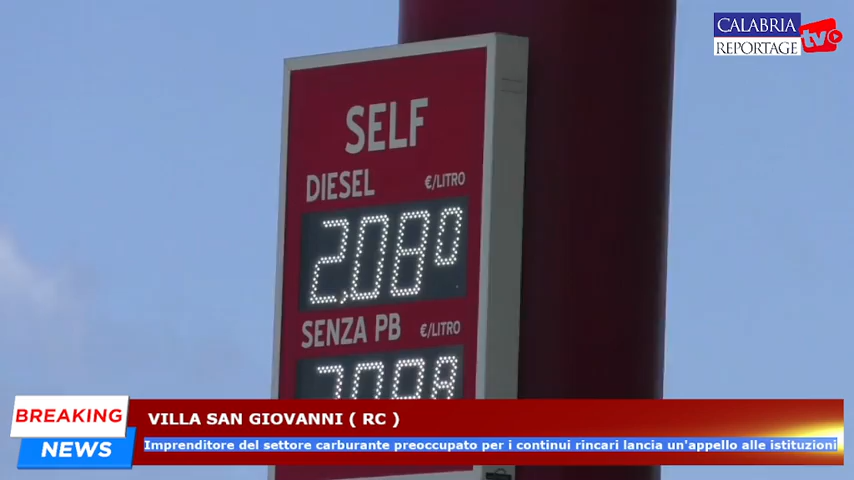 CALABRIA
REPORTAGE tv
SELF
DIESEL €/LITRO
2,080
SENZA PB €/LITRO
BREAKING
NEWS
VILLA SAN GIOVANNI ( RC )
Imprenditore del settore carburante preoccupato per i continui rincari lancia un'appello alle istituzioni